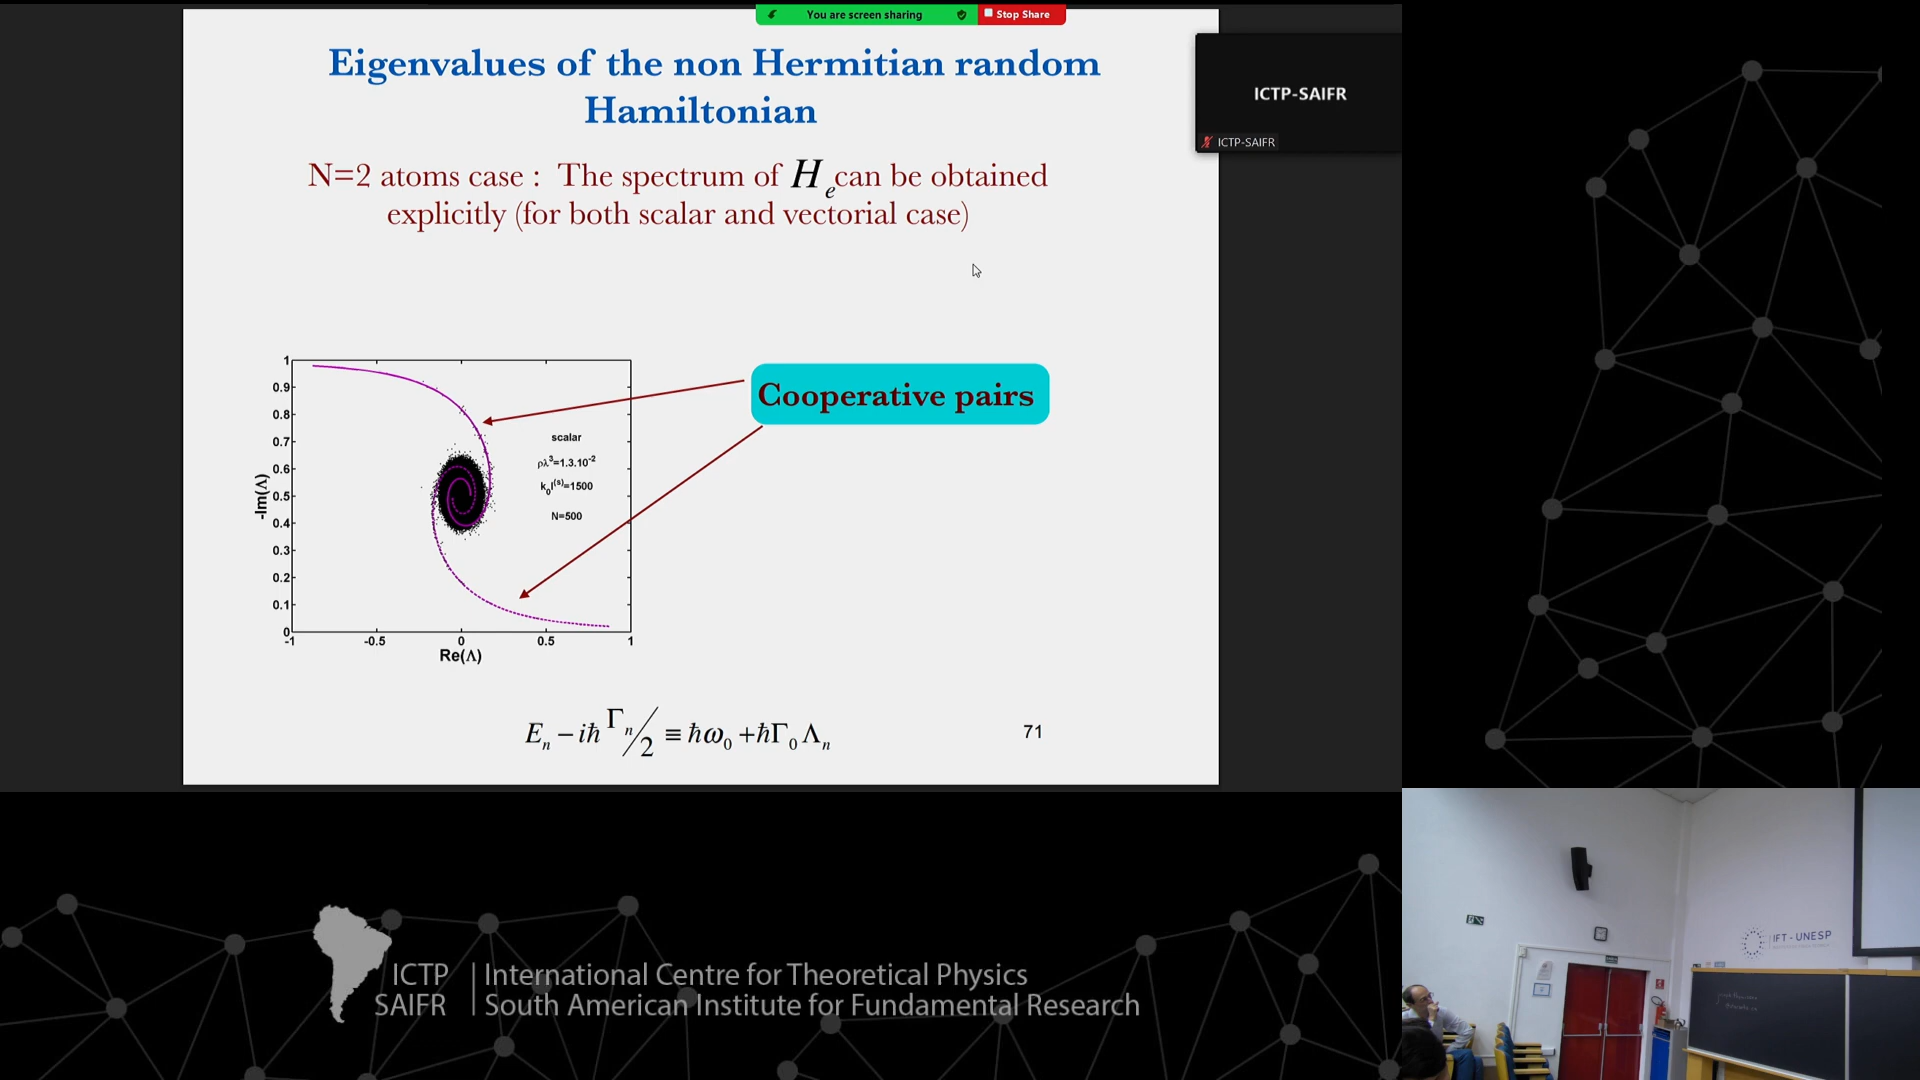 You are screen sharing
Stop Share
Eigenvalues of the non Hermitian random
Hamiltonian
ICTP-SAIFR
ICTP-SAIFR
N=2 atoms case : The spectrum of H_e can be obtained
explicitly (for both scalar and vectorial case)
Cooperative pairs
1
0.9
0.8
0.7
0.6
0.5
0.4
0.3
0.2
0.1
0
-Im(Λ)
scalar
ρλ³=1.3.10⁻²
k₀l⁽ˢ⁾=1500
N=500
-1 -0.5 0 0.5 1
Re(Λ)
E_n − iħ Γ_n/2 ≡ ħω₀ + ħΓ₀ Λ_n
71
IFT - UNESP
ICTP | International Centre for Theoretical Physics
SAIFR | South American Institute for Fundamental Research